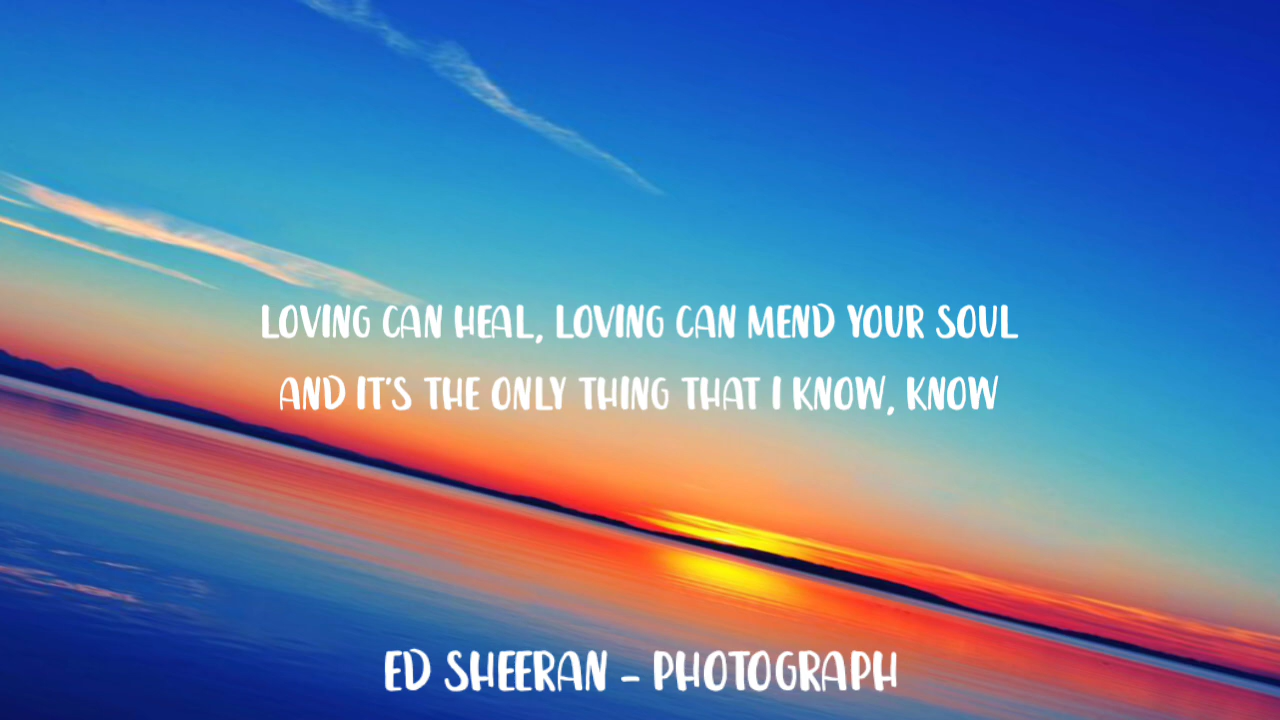 LOVING CAN HEAL, LOVING CAN MEND YOUR SOUL
AND IT'S THE ONLY THING THAT I KNOW, KNOW
ED SHEERAN - PHOTOGRAPH